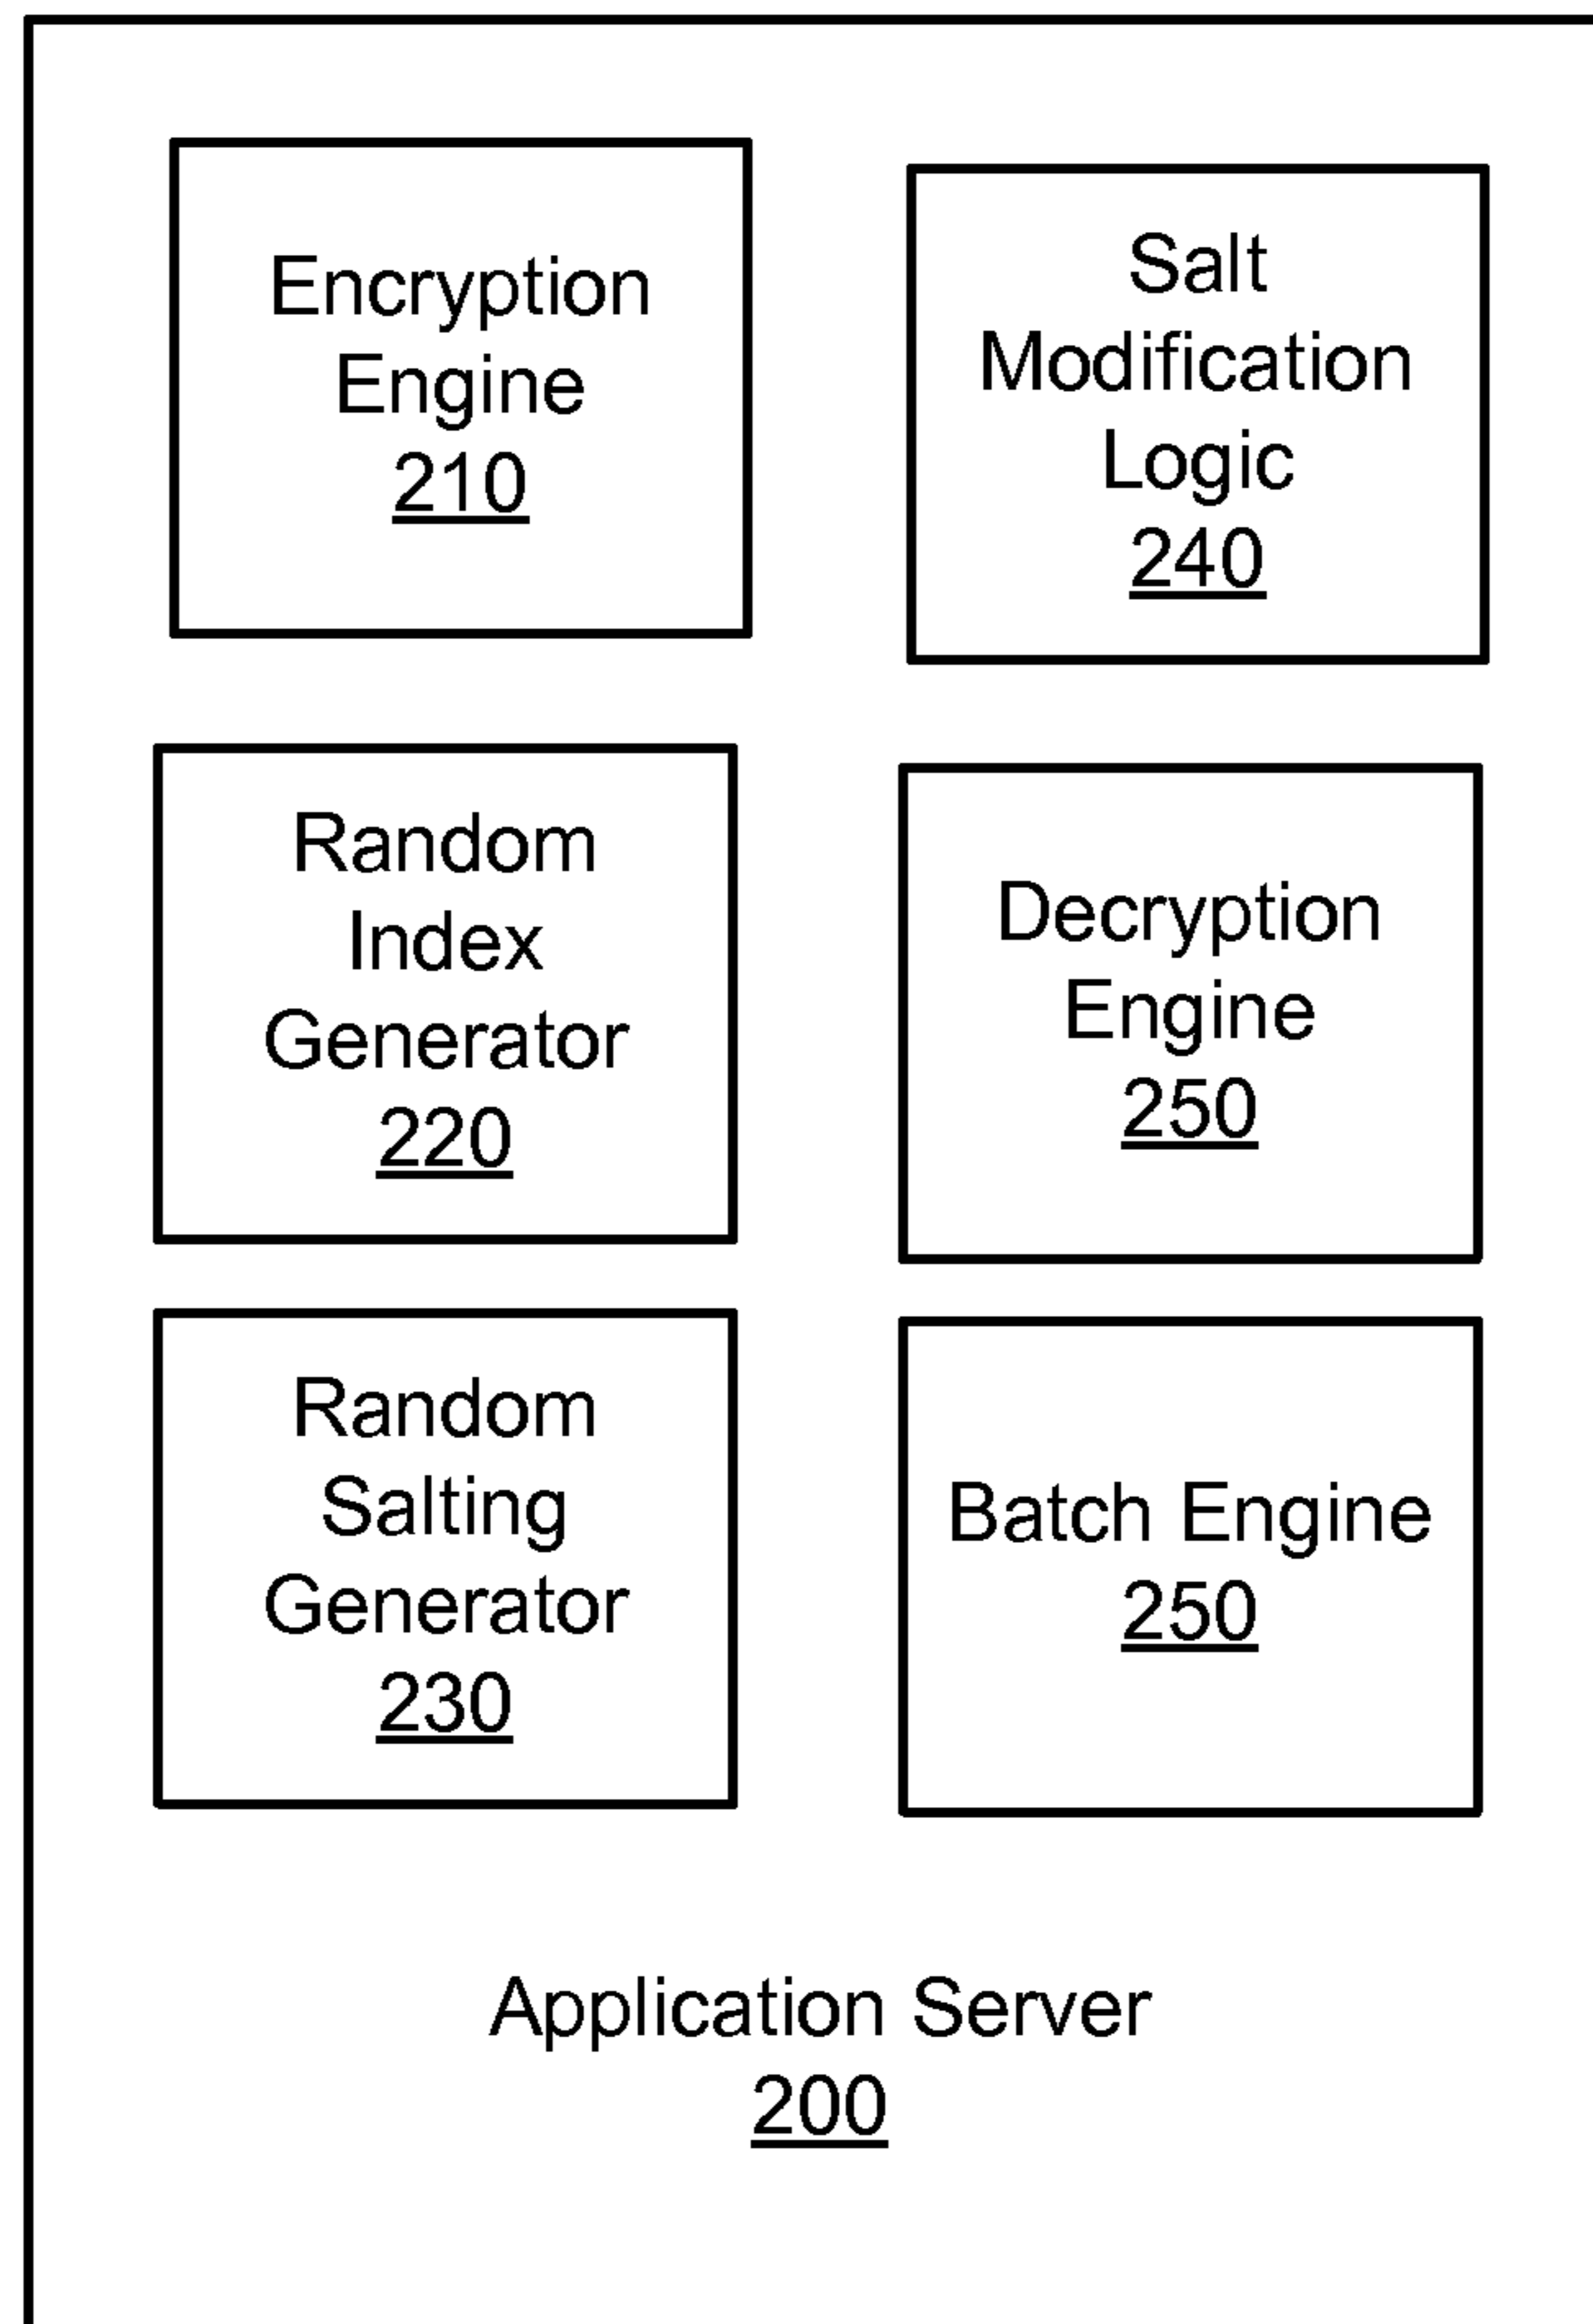 Encryption
Engine
210
Salt
Modification
Logic
240
Random
Index
Generator
220
Decryption
Engine
250
Random
Salting
Generator
230
Batch Engine
250
Application Server
200